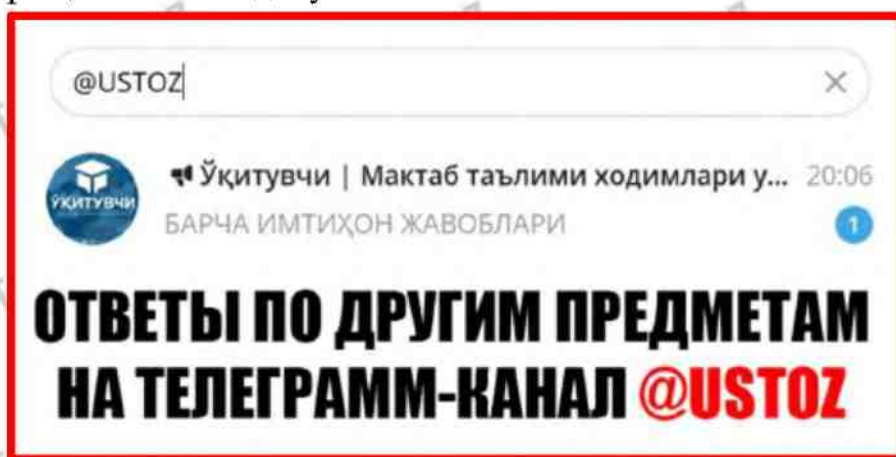 @USTOZ
Ўқитувчи | Мактаб таълими ходимлари у... 20:06
ЎҚИТУВЧИ
БАРЧА ИМТИҲОН ЖАВОБЛАРИ 1
ОТВЕТЫ ПО ДРУГИМ ПРЕДМЕТАМ
НА ТЕЛЕГРАММ-КАНАЛ @USTOZ